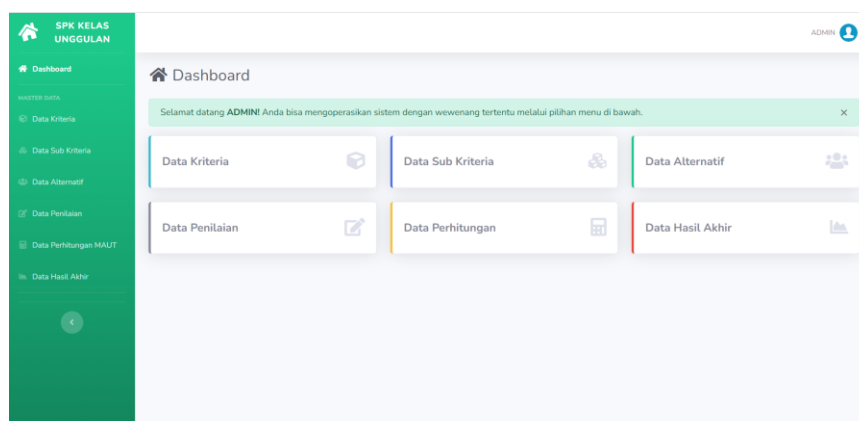 SPK KELAS
UNGGULAN
ADMIN
Dashboard
MASTER DATA
Data Kriteria
Data Sub Kriteria
Data Alternatif
Data Penilaian
Data Perhitungan MAUT
Data Hasil Akhir
Dashboard
Selamat datang ADMIN! Anda bisa mengoperasikan sistem dengan wewenang tertentu melalui pilihan menu di bawah.
Data Kriteria
Data Sub Kriteria
Data Alternatif
Data Penilaian
Data Perhitungan
Data Hasil Akhir